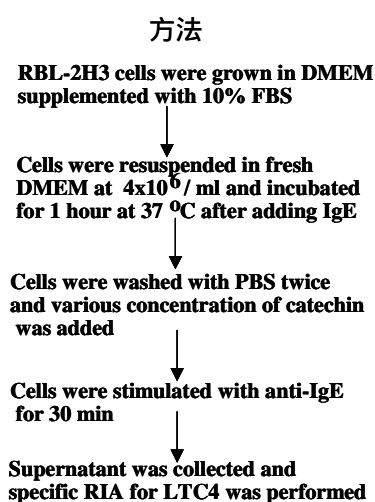 方法
RBL-2H3 cells were grown in DMEM
supplemented with 10% FBS
Cells were resuspended in fresh
DMEM at 4x10⁶/ ml and incubated
for 1 hour at 37 ⁰C after adding IgE
Cells were washed with PBS twice
and various concentration of catechin
was added
Cells were stimulated with anti-IgE
for 30 min
Supernatant was collected and
specific RIA for LTC4 was performed